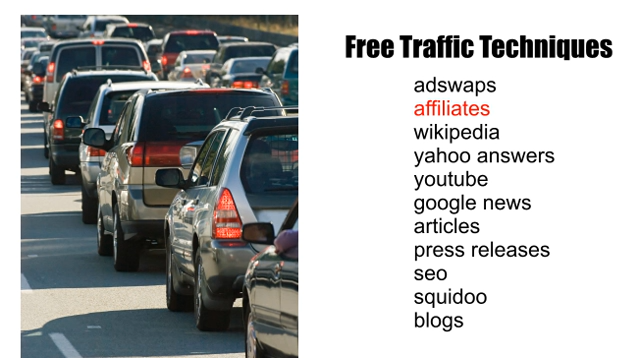 Free Traffic Techniques
adswaps
affiliates
wikipedia
yahoo answers
youtube
google news
articles
press releases
seo
squidoo
blogs